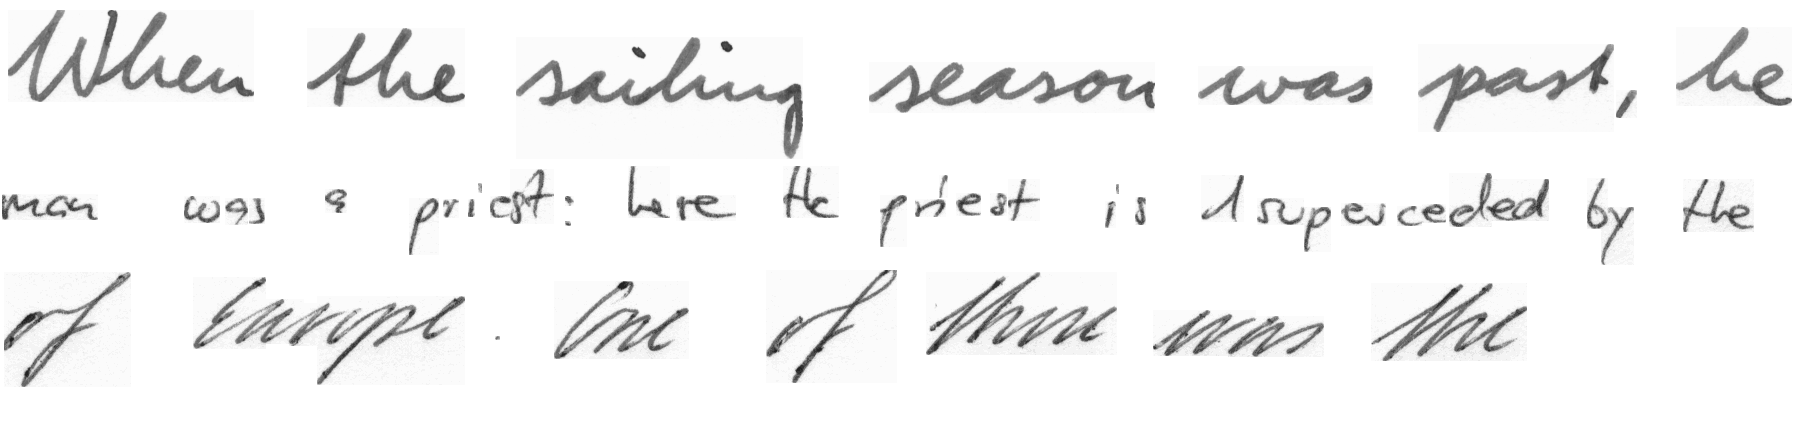 When the sailing season was past, he
man was a priest: here the priest is superceded by the
of Europe. One of these was the